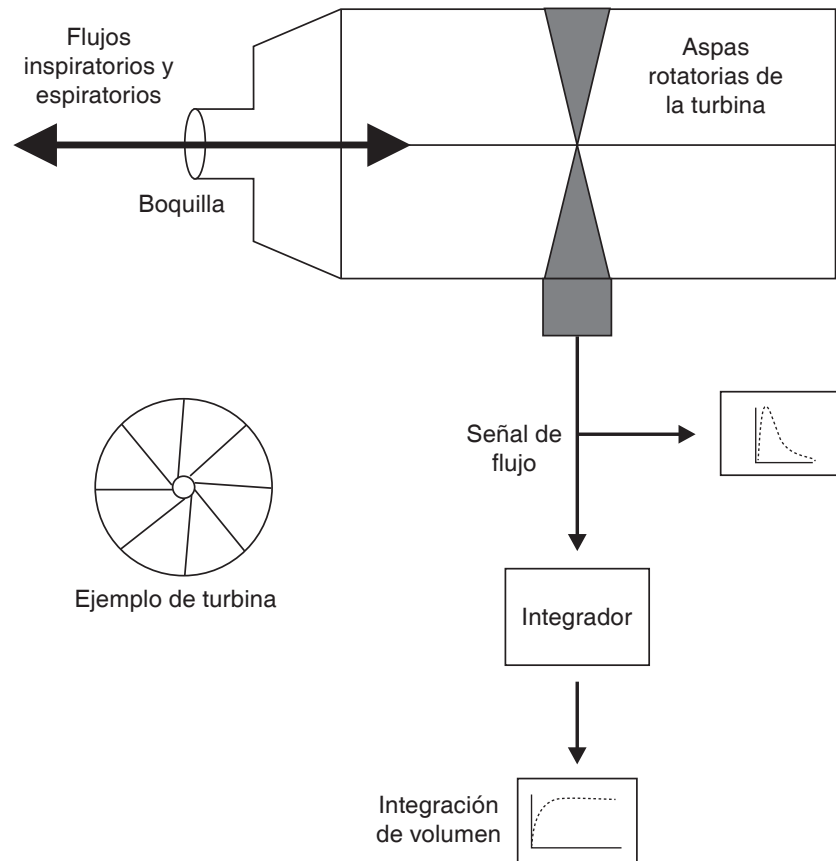 Flujos
inspiratorios y
espiratorios
Aspas
rotatorias de
la turbina
Boquilla
Señal de
flujo
Ejemplo de turbina
Integrador
Integración
de volumen